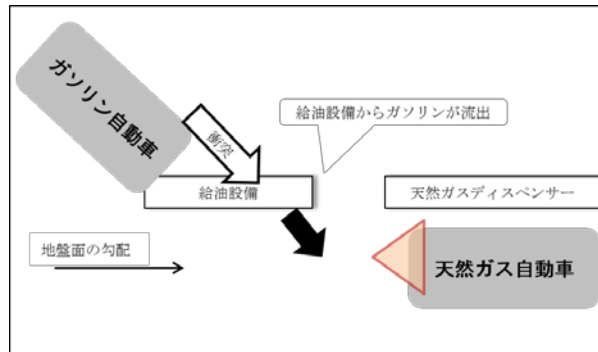 ガソリン自動車
衝突
給油設備からガソリンが流出
給油設備
天然ガスディスペンサー
地盤面の勾配
天然ガス自動車